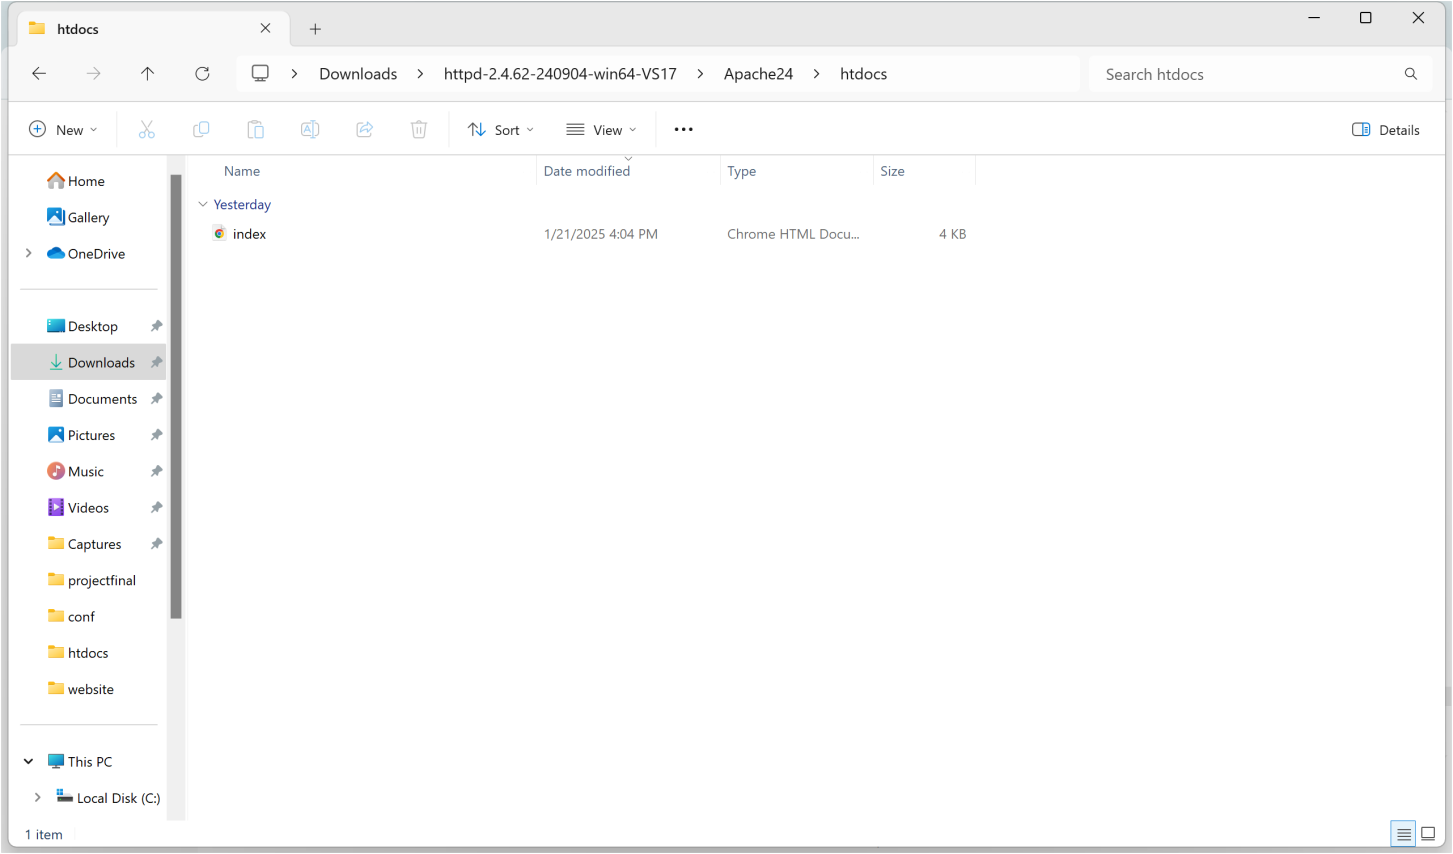 htdocs
Downloads httpd-2.4.62-240904-win64-VS17 Apache24 htdocs
Search htdocs
New
Sort
View
Details
Home
Gallery
OneDrive
Desktop
Downloads
Documents
Pictures
Music
Videos
Captures
projectfinal
conf
htdocs
website
This PC
Local Disk (C:)
Name Date modified Type Size
Yesterday
index 1/21/2025 4:04 PM Chrome HTML Docu... 4 KB
1 item